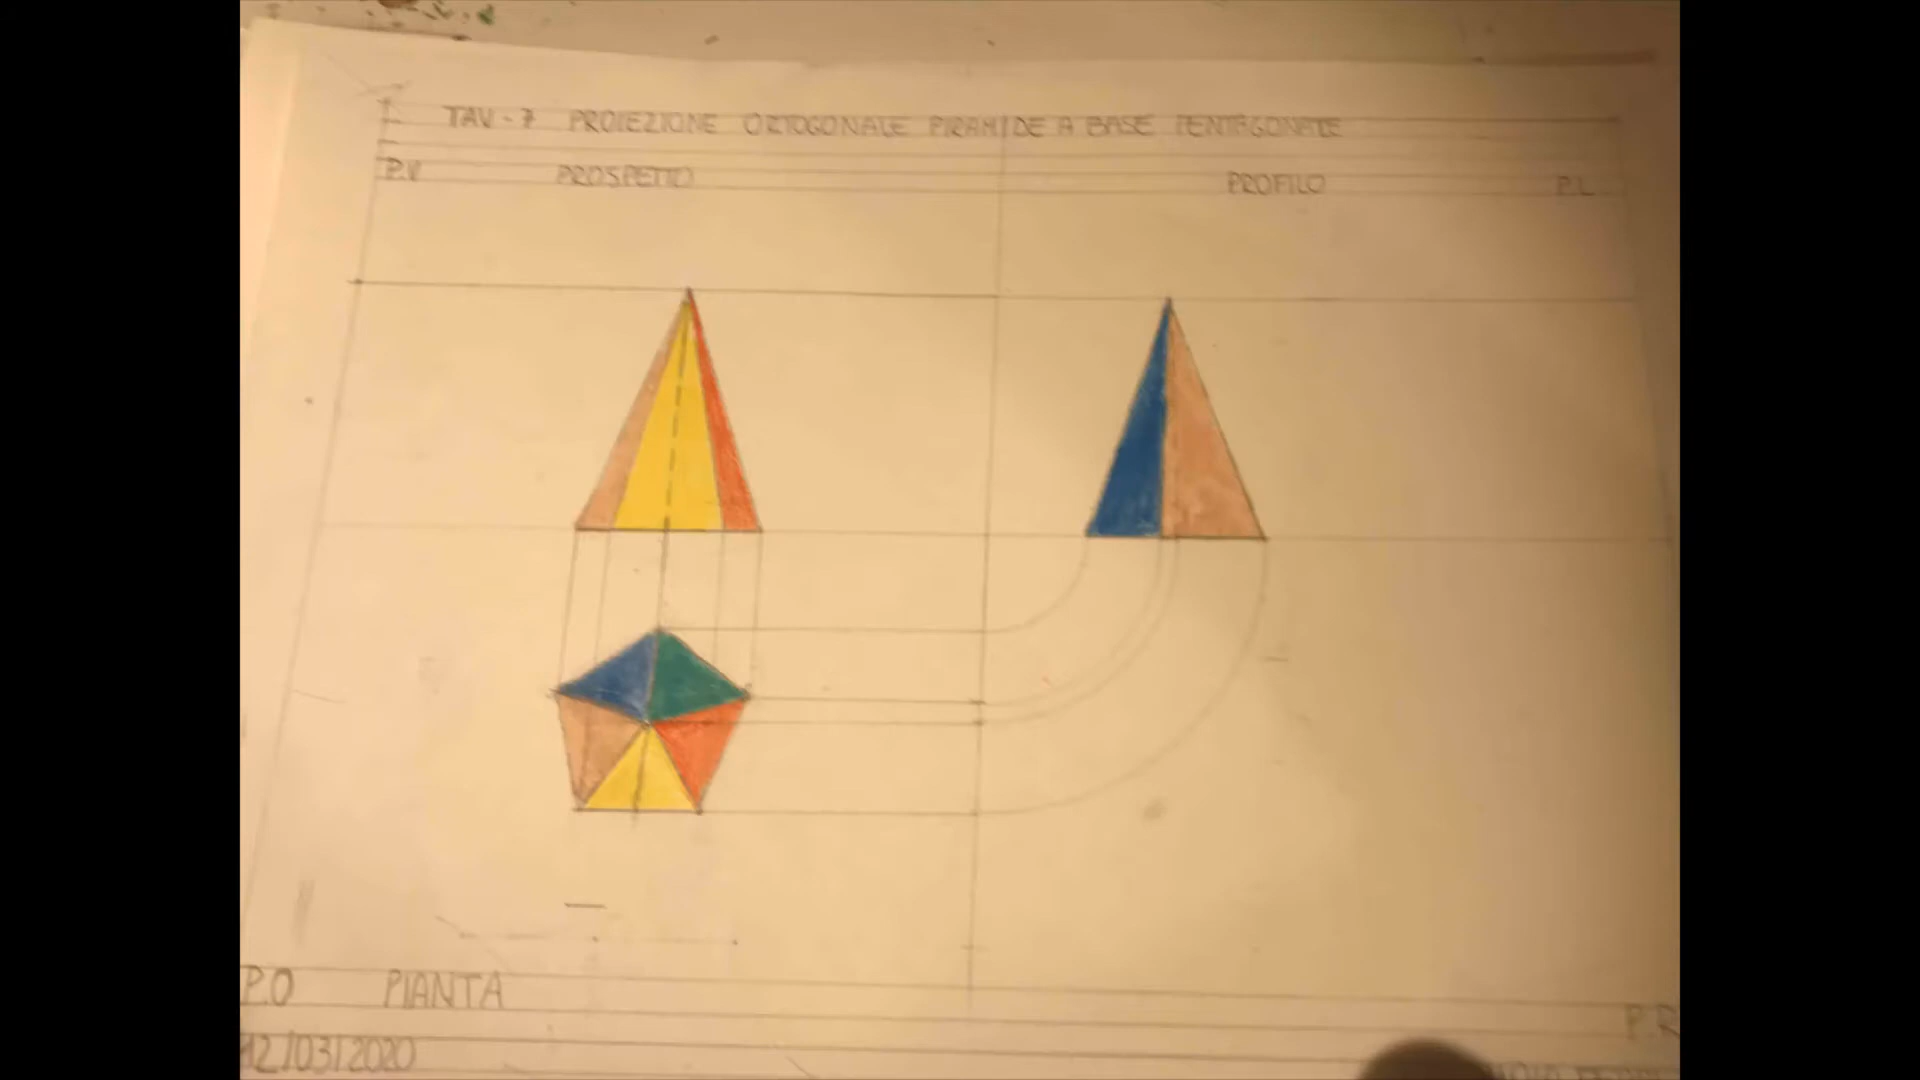 TAV-7 PROIEZIONE ORTOGONALE PIRAMIDE A BASE PENTAGONALE
P.V PROSPETTO PROFILO P.L
P.O PIANTA P.R
12/03/2020